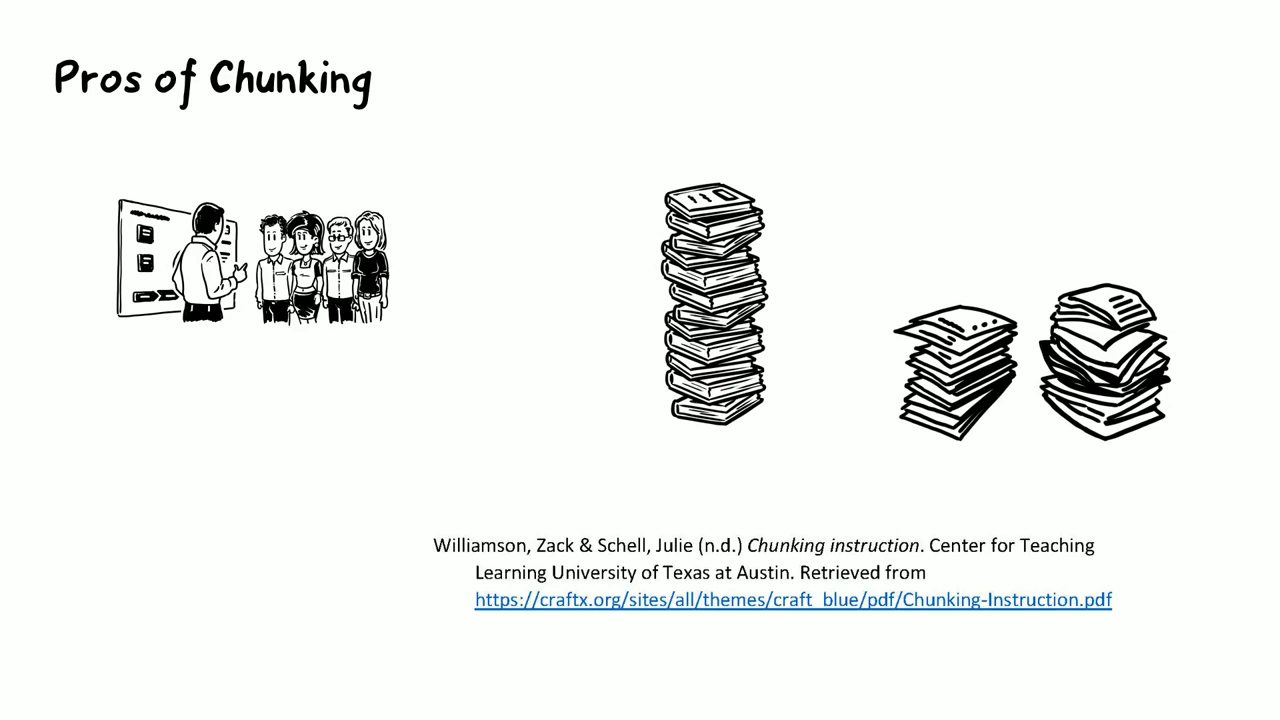 Pros of Chunking
Williamson, Zack & Schell, Julie (n.d.) Chunking instruction. Center for Teaching
Learning University of Texas at Austin. Retrieved from
https://craftx.org/sites/all/themes/craft_blue/pdf/Chunking-Instruction.pdf